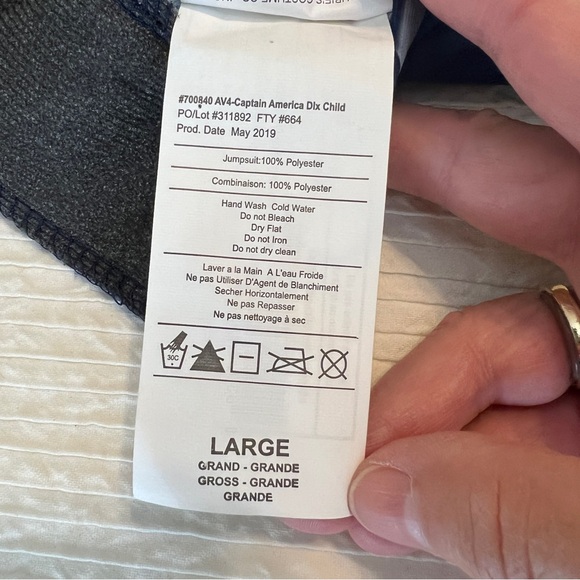 #700840 AV4-Captain America Dlx Child
PO/Lot #311892 FTY #664
Prod. Date May 2019
Jumpsuit:100% Polyester
Combinaison: 100% Polyester
Hand Wash Cold Water
Do not Bleach
Dry Flat
Do not Iron
Do not dry clean
Laver a la Main A L'eau Froide
Ne pas Utiliser D'Agent de Blanchiment
Secher Horizontalement
Ne pas Repasser
Ne pas nettoyage à sec
30C
LARGE
GRAND - GRANDE
GROSS - GRANDE
GRANDE